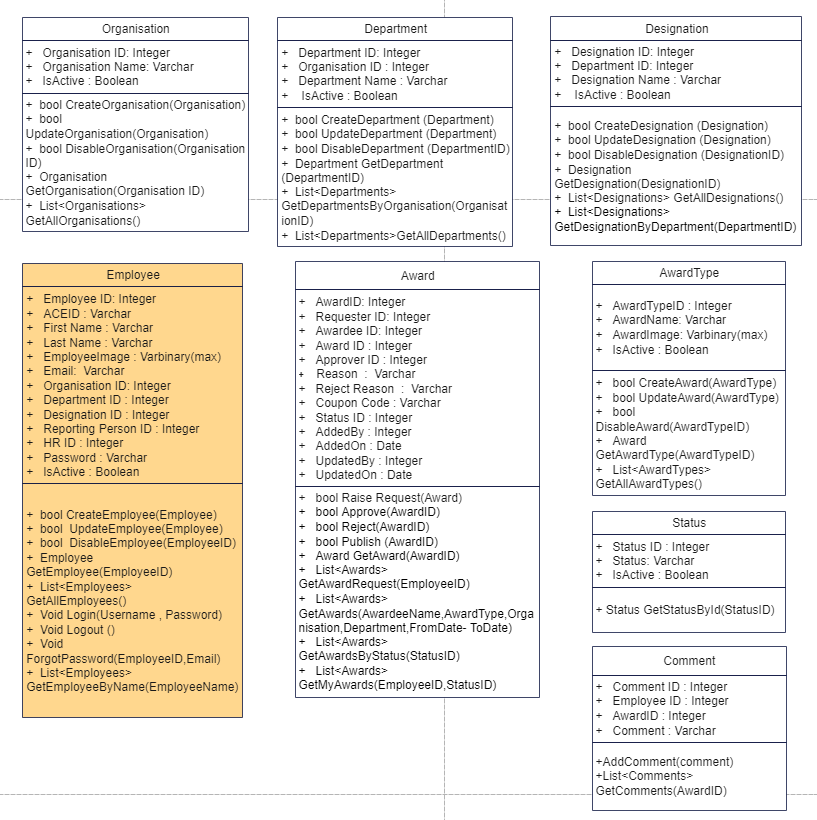 Organisation
+ Organisation ID: Integer
+ Organisation Name: Varchar
+ IsActive : Boolean
+ bool CreateOrganisation(Organisation)
+ bool
UpdateOrganisation(Organisation)
+ bool DisableOrganisation(Organisation
ID)
+ Organisation
GetOrganisation(Organisation ID)
+ List<Organisations>
GetAllOrganisations()
Department
+ Department ID: Integer
+ Organisation ID : Integer
+ Department Name : Varchar
+ IsActive : Boolean
+ bool CreateDepartment (Department)
+ bool UpdateDepartment (Department)
+ bool DisableDepartment (DepartmentID)
+ Department GetDepartment
(DepartmentID)
+ List<Departments>
GetDepartmentsByOrganisation(Organisat
ionID)
+ List<Departments>GetAllDepartments()
Designation
+ Designation ID: Integer
+ Department ID: Integer
+ Designation Name : Varchar
+ IsActive : Boolean
+ bool CreateDesignation (Designation)
+ bool UpdateDesignation (Designation)
+ bool DisableDesignation (DesignationID)
+ Designation
GetDesignation(DesignationID)
+ List<Designations> GetAllDesignations()
+ List<Designations>
GetDesignationByDepartment(DepartmentID)
Employee
+ Employee ID: Integer
+ ACEID : Varchar
+ First Name : Varchar
+ Last Name : Varchar
+ EmployeeImage : Varbinary(max)
+ Email: Varchar
+ Organisation ID: Integer
+ Department ID : Integer
+ Designation ID : Integer
+ Reporting Person ID : Integer
+ HR ID : Integer
+ Password : Varchar
+ IsActive : Boolean
+ bool CreateEmployee(Employee)
+ bool UpdateEmployee(Employee)
+ bool DisableEmployee(EmployeeID)
+ Employee
GetEmployee(EmployeeID)
+ List<Employees>
GetAllEmployees()
+ Void Login(Username , Password)
+ Void Logout ()
+ Void
ForgotPassword(EmployeeID,Email)
+ List<Employees>
GetEmployeeByName(EmployeeName)
Award
+ AwardID: Integer
+ Requester ID: Integer
+ Awardee ID: Integer
+ Award ID : Integer
+ Approver ID : Integer
+ Reason : Varchar
+ Reject Reason : Varchar
+ Coupon Code : Varchar
+ Status ID : Integer
+ AddedBy : Integer
+ AddedOn : Date
+ UpdatedBy : Integer
+ UpdatedOn : Date
+ bool Raise Request(Award)
+ bool Approve(AwardID)
+ bool Reject(AwardID)
+ bool Publish (AwardID)
+ Award GetAward(AwardID)
+ List<Awards>
GetAwardRequest(EmployeeID)
+ List<Awards>
GetAwards(AwardeeName,AwardType,Orga
nisation,Department,FromDate- ToDate)
+ List<Awards>
GetAwardsByStatus(StatusID)
+ List<Awards>
GetMyAwards(EmployeeID,StatusID)
AwardType
+ AwardTypeID : Integer
+ AwardName: Varchar
+ AwardImage: Varbinary(max)
+ IsActive : Boolean
+ bool CreateAward(AwardType)
+ bool UpdateAward(AwardType)
+ bool
DisableAward(AwardTypeID)
+ Award
GetAwardType(AwardTypeID)
+ List<AwardTypes>
GetAllAwardTypes()
Status
+ Status ID : Integer
+ Status: Varchar
+ IsActive : Boolean
+ Status GetStatusById(StatusID)
Comment
+ Comment ID : Integer
+ Employee ID : Integer
+ AwardID : Integer
+ Comment : Varchar
+AddComment(comment)
+List<Comments>
GetComments(AwardID)